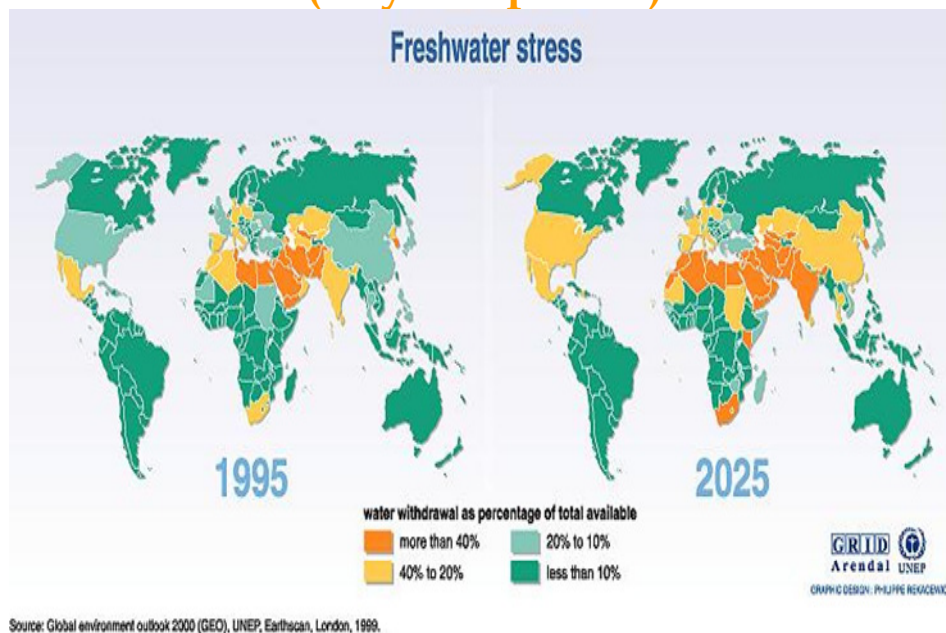 Freshwater stress
1995
2025
water withdrawal as percentage of total available
more than 40%
20% to 10%
40% to 20%
less than 10%
GRID
Arendal
UNEP
GRAPHIC DESIGN: PHILIPPE REKACEWICZ
Source: Global environment outlook 2000 (GEO), UNEP, Earthscan, London, 1999.